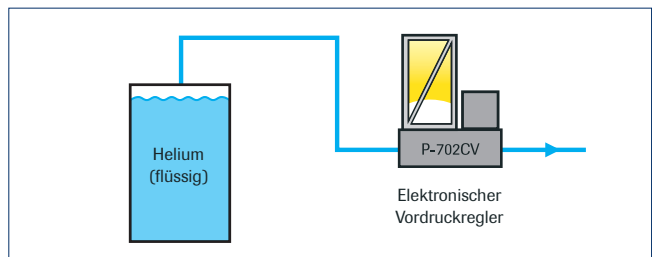 Helium
(flüssig)
P-702CV
Elektronischer
Vordruckregler